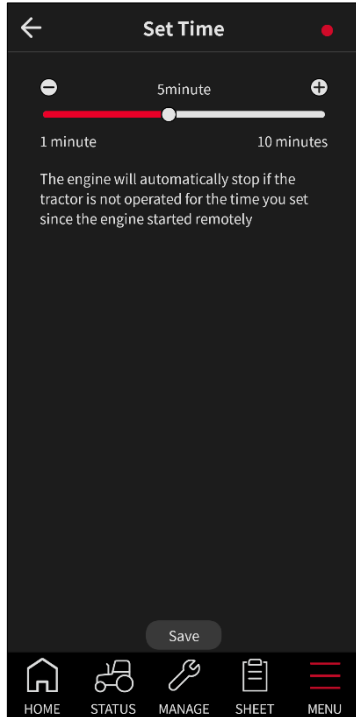 Set Time
5minute
1 minute
10 minutes
The engine will automatically stop if the
tractor is not operated for the time you set
since the engine started remotely
Save
HOME
STATUS
MANAGE
SHEET
MENU